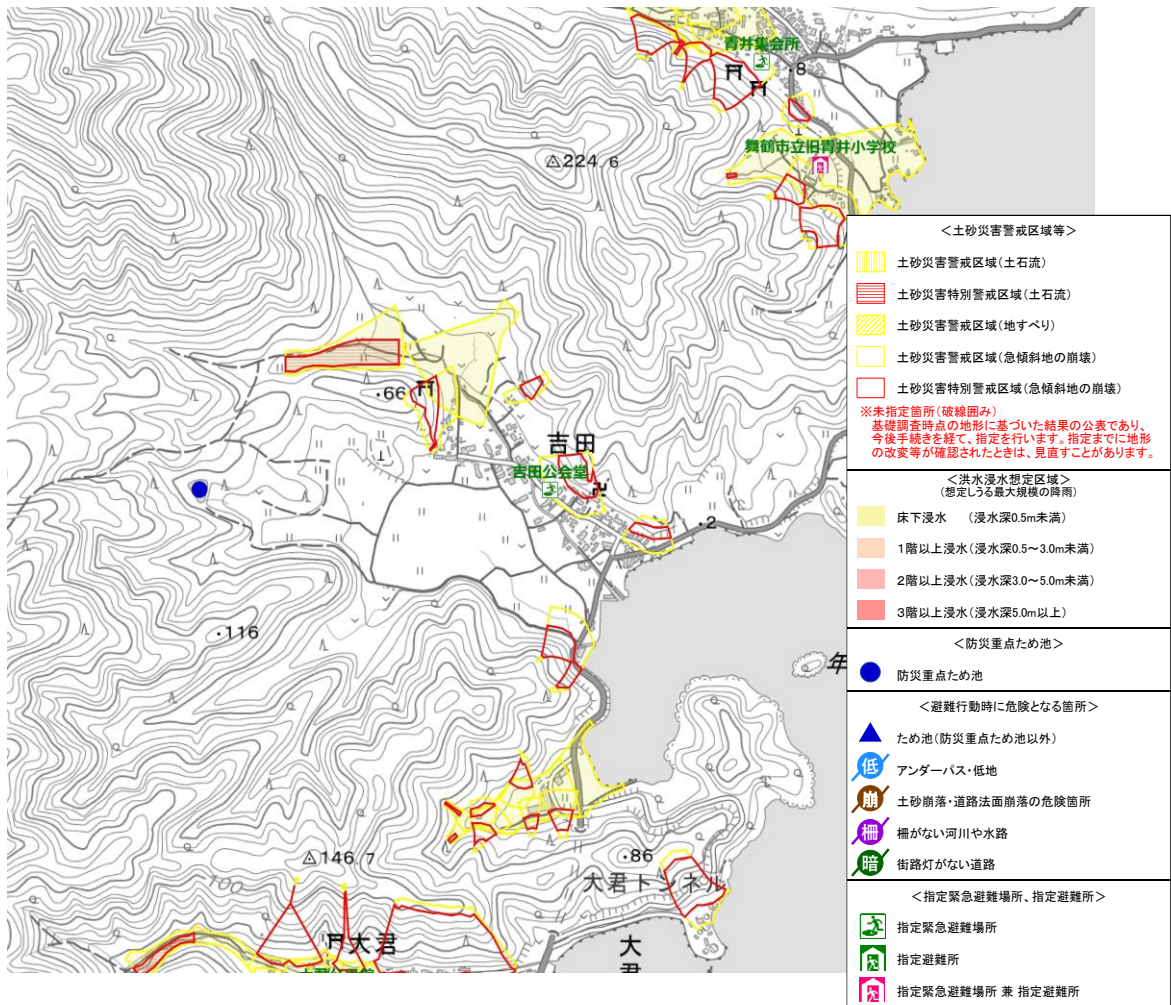 青井集会所
8
舞鶴市立旧青井小学校
224.6
66
吉田
吉田公会堂
2
116
年
146.7
100
86
大君トンネル
大君
大君
＜土砂災害警戒区域等＞
土砂災害警戒区域（土石流）
土砂災害特別警戒区域（土石流）
土砂災害警戒区域（地すべり）
土砂災害警戒区域（急傾斜地の崩壊）
土砂災害特別警戒区域（急傾斜地の崩壊）
※未指定箇所（破線囲み）
基礎調査時点の地形に基づいた結果の公表であり、
今後手続きを経て、指定を行います。指定までに地形
の改変等が確認されたときは、見直すことがあります。
＜洪水浸水想定区域＞
（想定しうる最大規模の降雨）
床下浸水　（浸水深0.5m未満）
1階以上浸水（浸水深0.5～3.0m未満）
2階以上浸水（浸水深3.0～5.0m未満）
3階以上浸水（浸水深5.0m以上）
＜防災重点ため池＞
防災重点ため池
＜避難行動時に危険となる箇所＞
ため池（防災重点ため池以外）
低 アンダーパス・低地
崩 土砂崩落・道路法面崩落の危険箇所
柵 柵がない河川や水路
暗 街路灯がない道路
＜指定緊急避難場所、指定避難所＞
指定緊急避難場所
指定避難所
指定緊急避難場所 兼 指定避難所